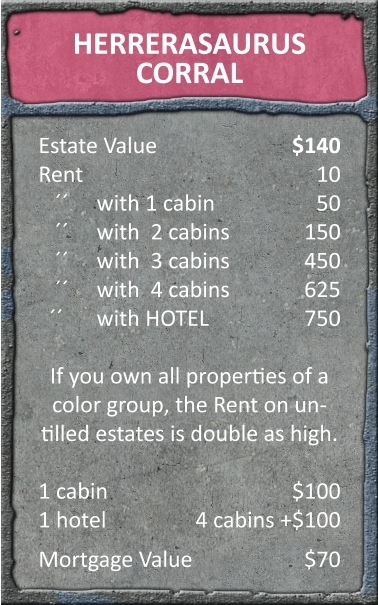 HERRERASAURUS
CORRAL
Estate Value $140
Rent 10
´´ with 1 cabin 50
´´ with 2 cabins 150
´´ with 3 cabins 450
´´ with 4 cabins 625
´´ with HOTEL 750
If you own all properties of a
color group, the Rent on un-
tilled estates is double as high.
1 cabin $100
1 hotel 4 cabins +$100
Mortgage Value $70